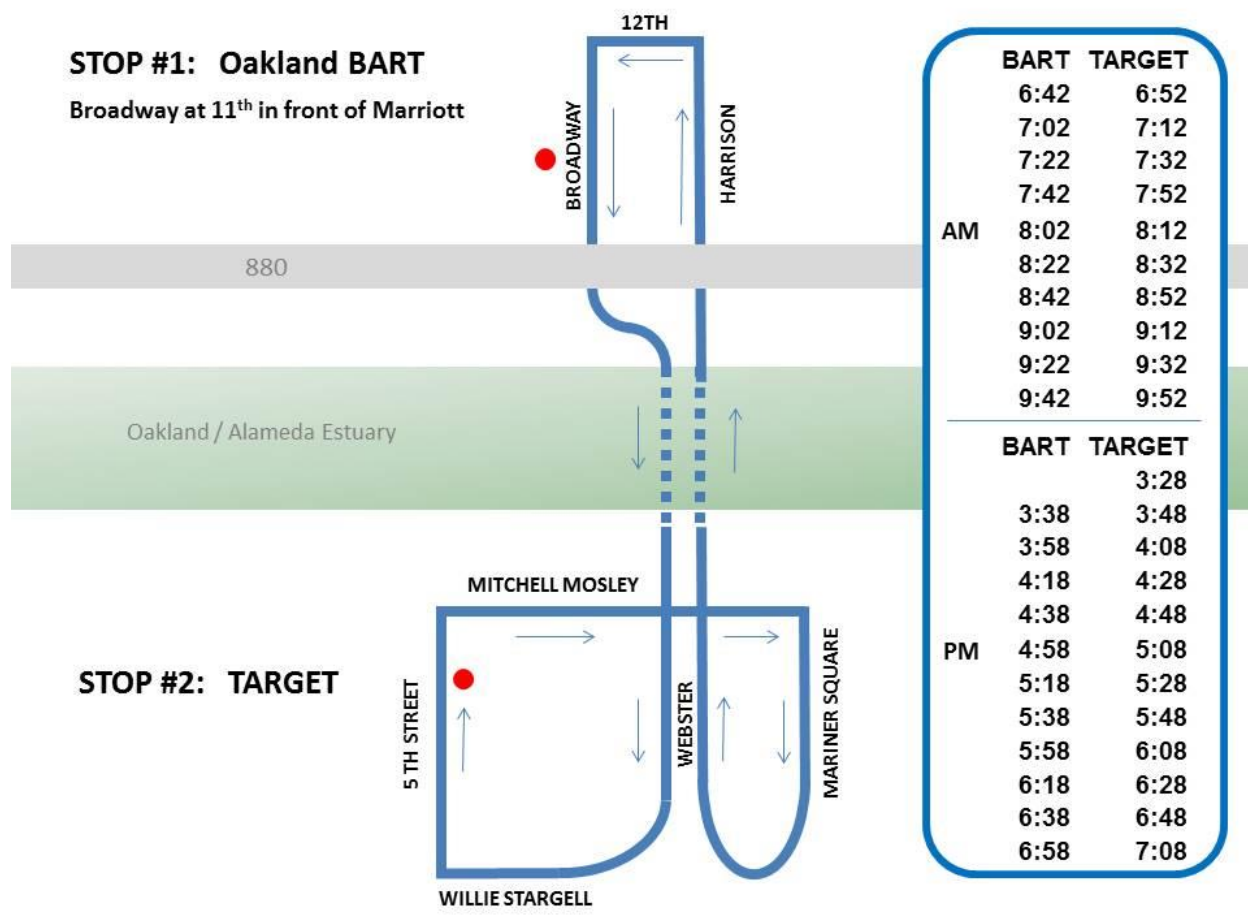 12TH
STOP #1: Oakland BART
Broadway at 11th in front of Marriott
BROADWAY
HARRISON
880
Oakland / Alameda Estuary
MITCHELL MOSLEY
STOP #2: TARGET
5 TH STREET
WEBSTER
MARINER SQUARE
WILLIE STARGELL
BART TARGET
6:42 6:52
7:02 7:12
7:22 7:32
7:42 7:52
AM 8:02 8:12
8:22 8:32
8:42 8:52
9:02 9:12
9:22 9:32
9:42 9:52
BART TARGET
3:28
3:38 3:48
3:58 4:08
4:18 4:28
4:38 4:48
PM 4:58 5:08
5:18 5:28
5:38 5:48
5:58 6:08
6:18 6:28
6:38 6:48
6:58 7:08